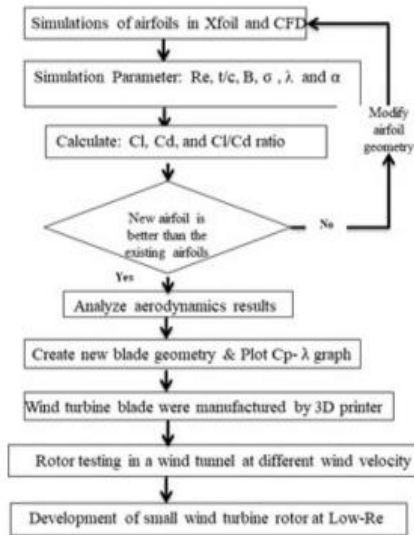 Simulations of airfoils in Xfoil and CFD
Simulation Parameter: Re, t/c, B, σ , λ and α
Modify
airfoil
geometry
Calculate: Cl, Cd, and Cl/Cd ratio
New airfoil is
better than the
existing airfoils
No
Yes
Analyze aerodynamics results
Create new blade geometry & Plot Cp- λ graph
Wind turbine blade were manufactured by 3D printer
Rotor testing in a wind tunnel at different wind velocity
Development of small wind turbine rotor at Low-Re